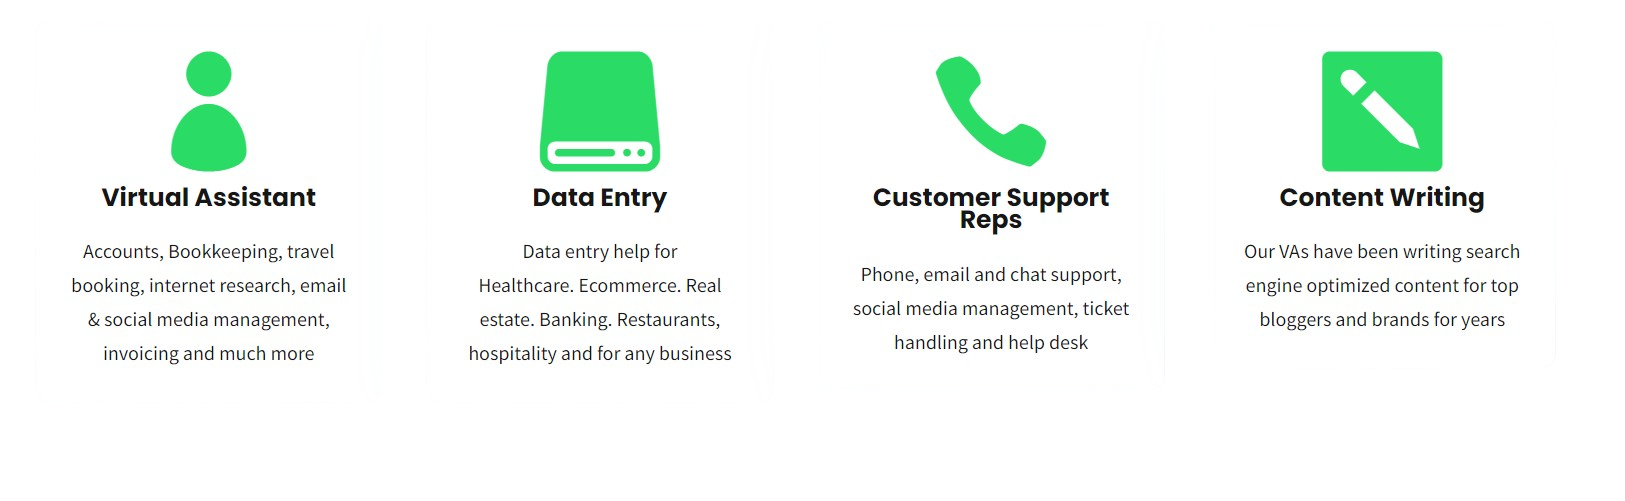 Virtual Assistant
Accounts, Bookkeeping, travel
booking, internet research, email
& social media management,
invoicing and much more
Data Entry
Data entry help for
Healthcare. Ecommerce. Real
estate. Banking. Restaurants,
hospitality and for any business
Customer Support
Reps
Phone, email and chat support,
social media management, ticket
handling and help desk
Content Writing
Our VAs have been writing search
engine optimized content for top
bloggers and brands for years